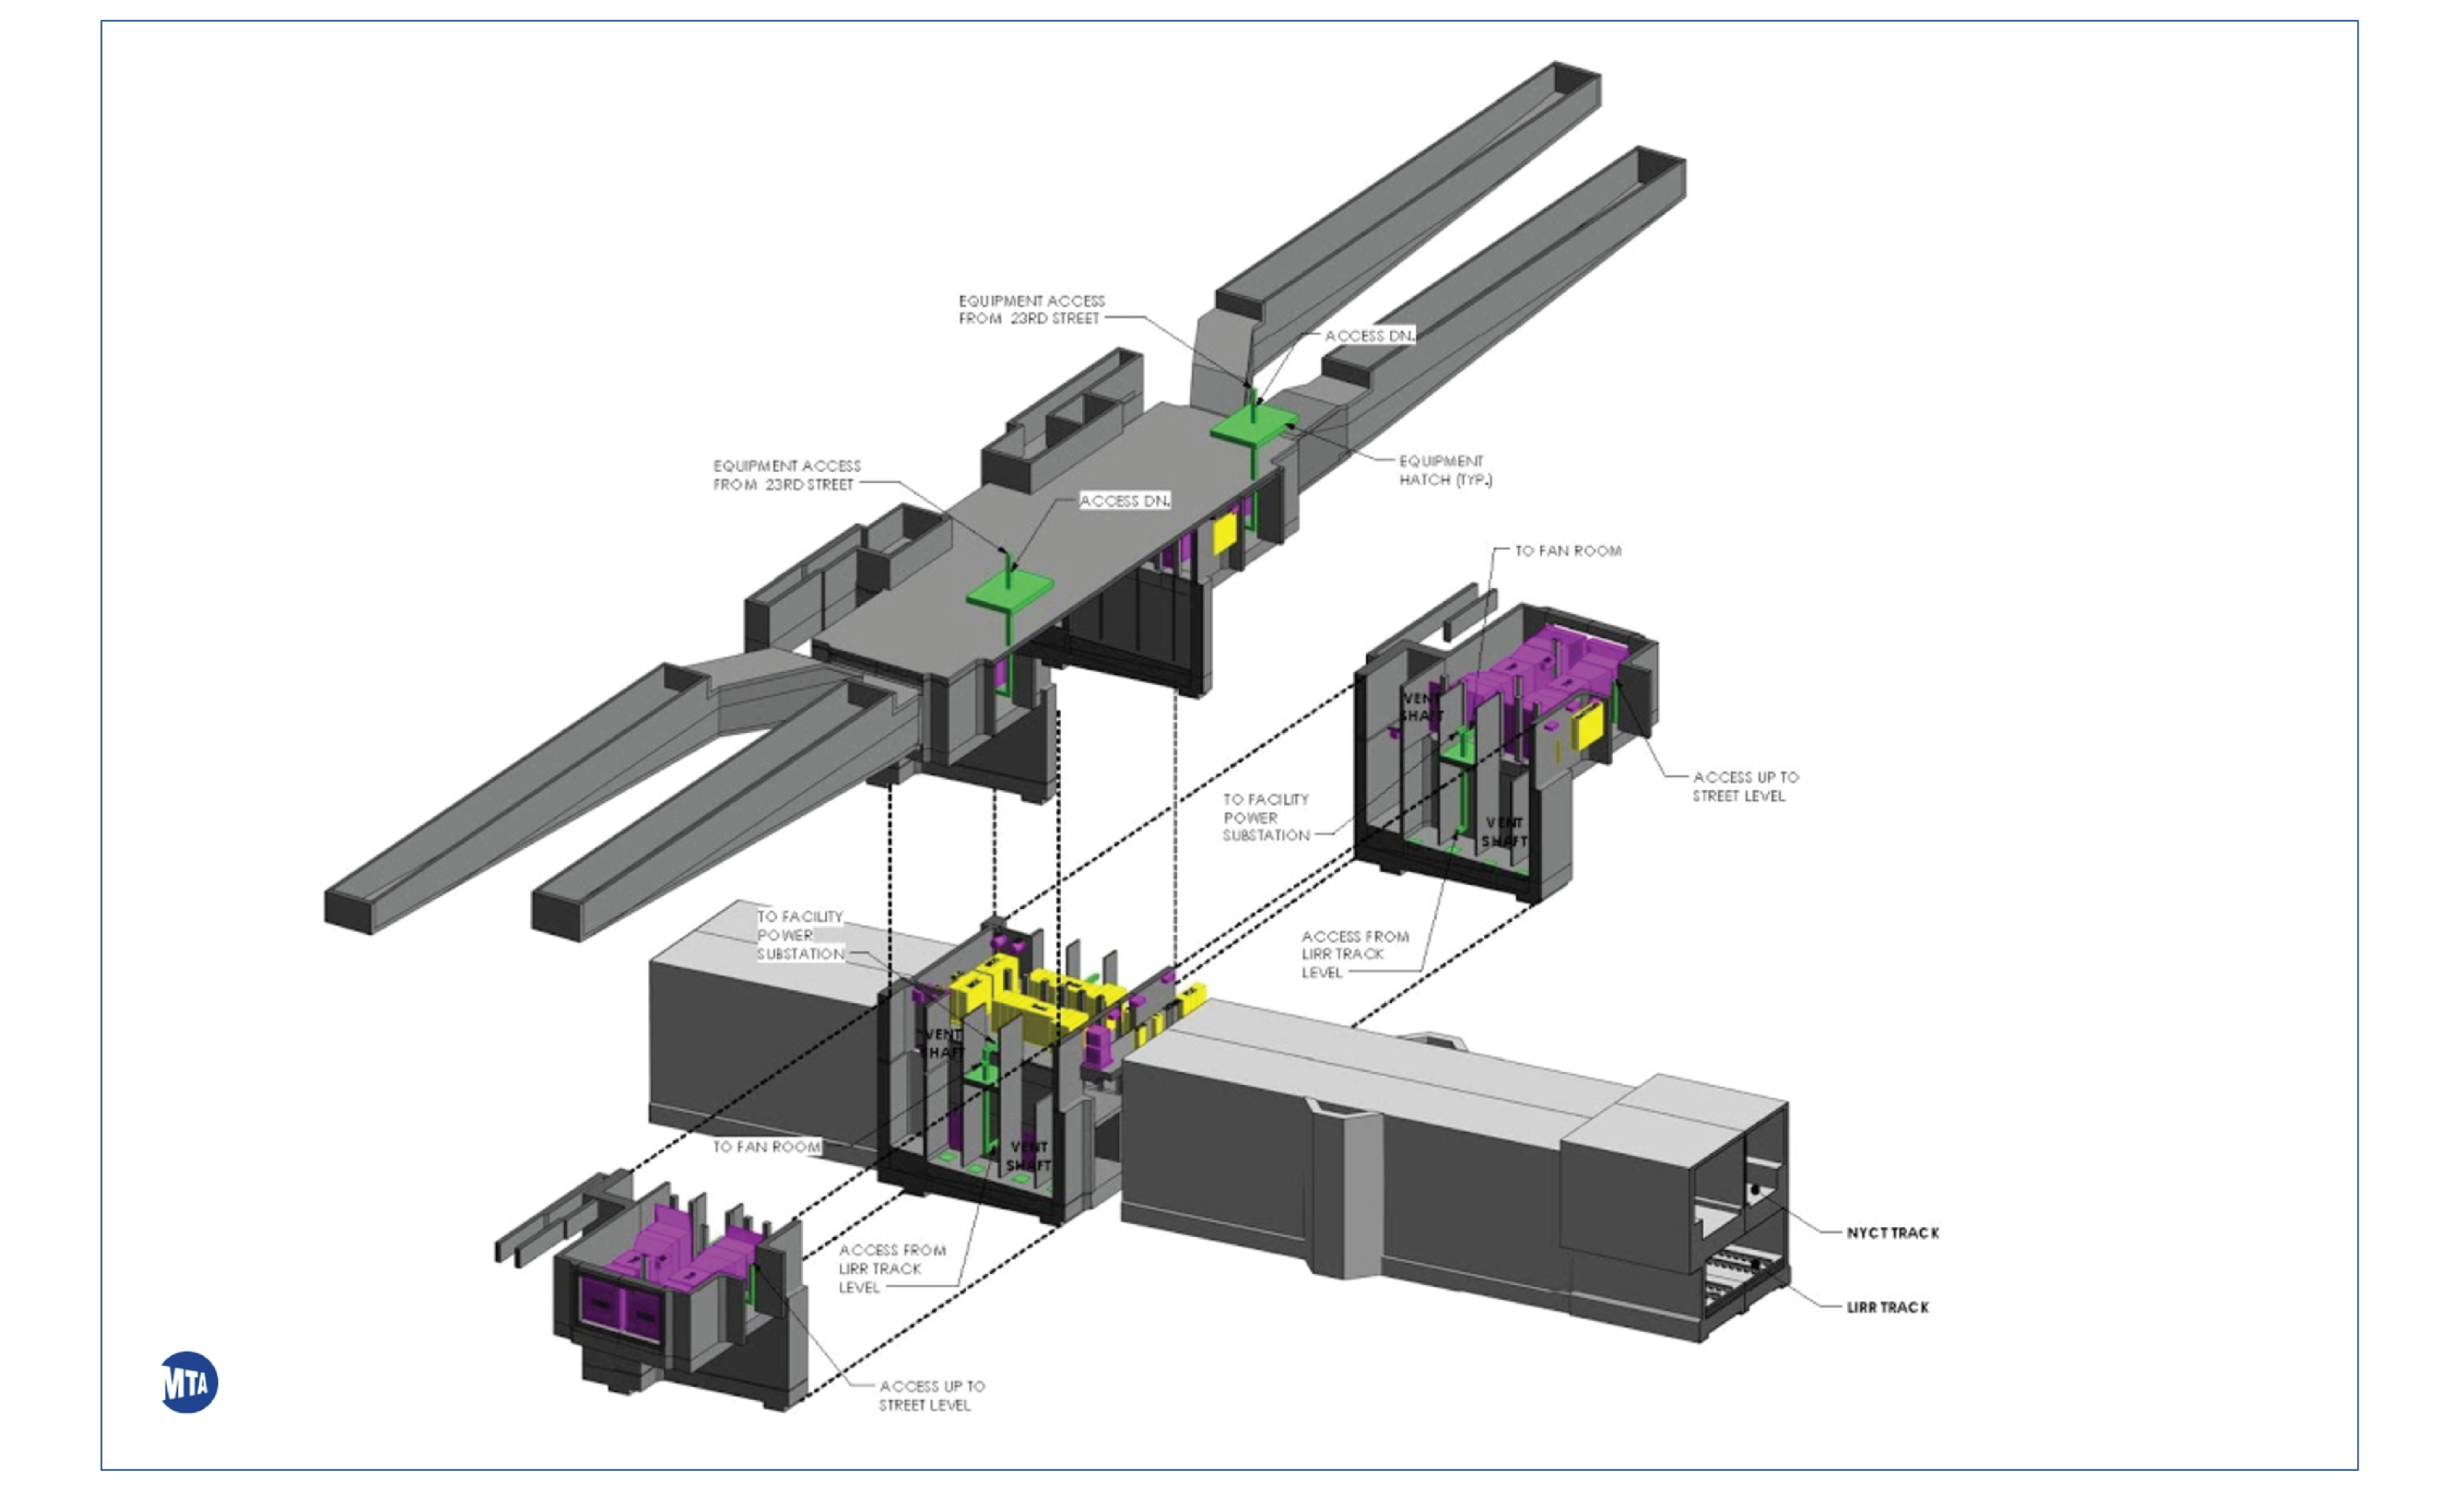 EQUIPMENT ACCESS
FROM 23RD STREET
ACCESS DN.
EQUIPMENT ACCESS
FROM 23RD STREET
ACCESS DN.
EQUIPMENT
HATCH (TYP.)
TO FAN ROOM
VENT
SHAFT
ACCESS UP TO
STREET LEVEL
TO FACILITY
POWER
SUBSTATION
VENT
SHAFT
TO FACILITY
POWER
SUBSTATION
ACCESS FROM
LIRR TRACK
LEVEL
VENT
SHAFT
TO FAN ROOM
VENT
SHAFT
NYCT TRACK
ACCESS FROM
LIRR TRACK
LEVEL
LIRR TRACK
MTA
ACCESS UP TO
STREET LEVEL